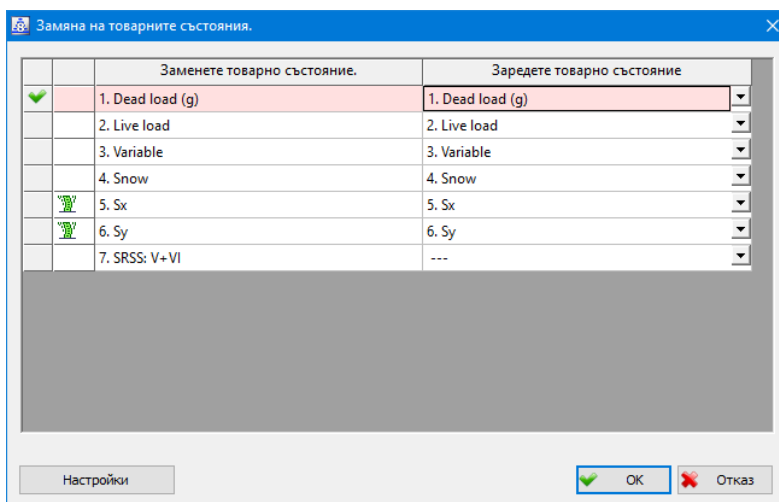 Замяна на товарните състояния.
Заменете товарно състояние. Заредете товарно състояние
1. Dead load (g) 1. Dead load (g)
2. Live load 2. Live load
3. Variable 3. Variable
4. Snow 4. Snow
5. Sx 5. Sx
6. Sy 6. Sy
7. SRSS: V+VI ---
Настройки OK Отказ